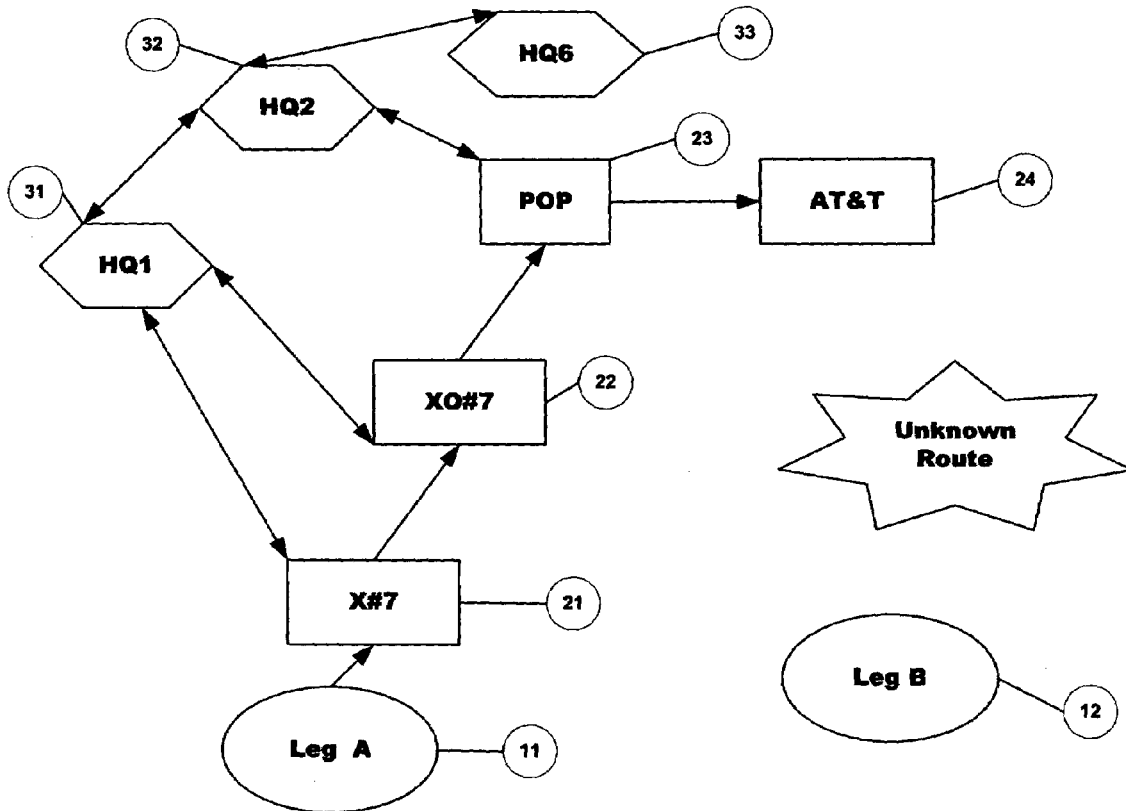 32
HQ6
33
HQ2
23
31
POP
AT&T
24
HQ1
XO#7
22
Unknown
Route
X#7
21
Leg B
12
Leg A
11